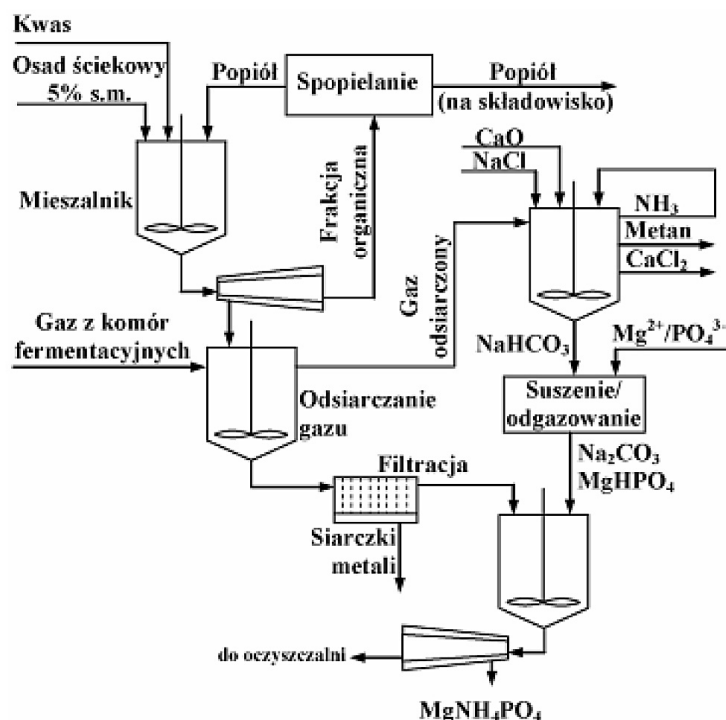 Kwas
Osad ściekowy
5% s.m.
Popiół
Spopielanie
Popiół
(na składowisko)
Mieszalnik
Frakcja
organiczna
CaO
NaCl
NH₃
Metan
CaCl₂
Gaz
odsiarczony
Gaz z komór
fermentacyjnych
NaHCO₃
Mg²⁺/PO₄³⁻
Odsiarczanie
gazu
Suszenie/
odgazowanie
Na₂CO₃
MgHPO₄
Filtracja
Siarczki
metali
do oczyszczalni
MgNH₄PO₄